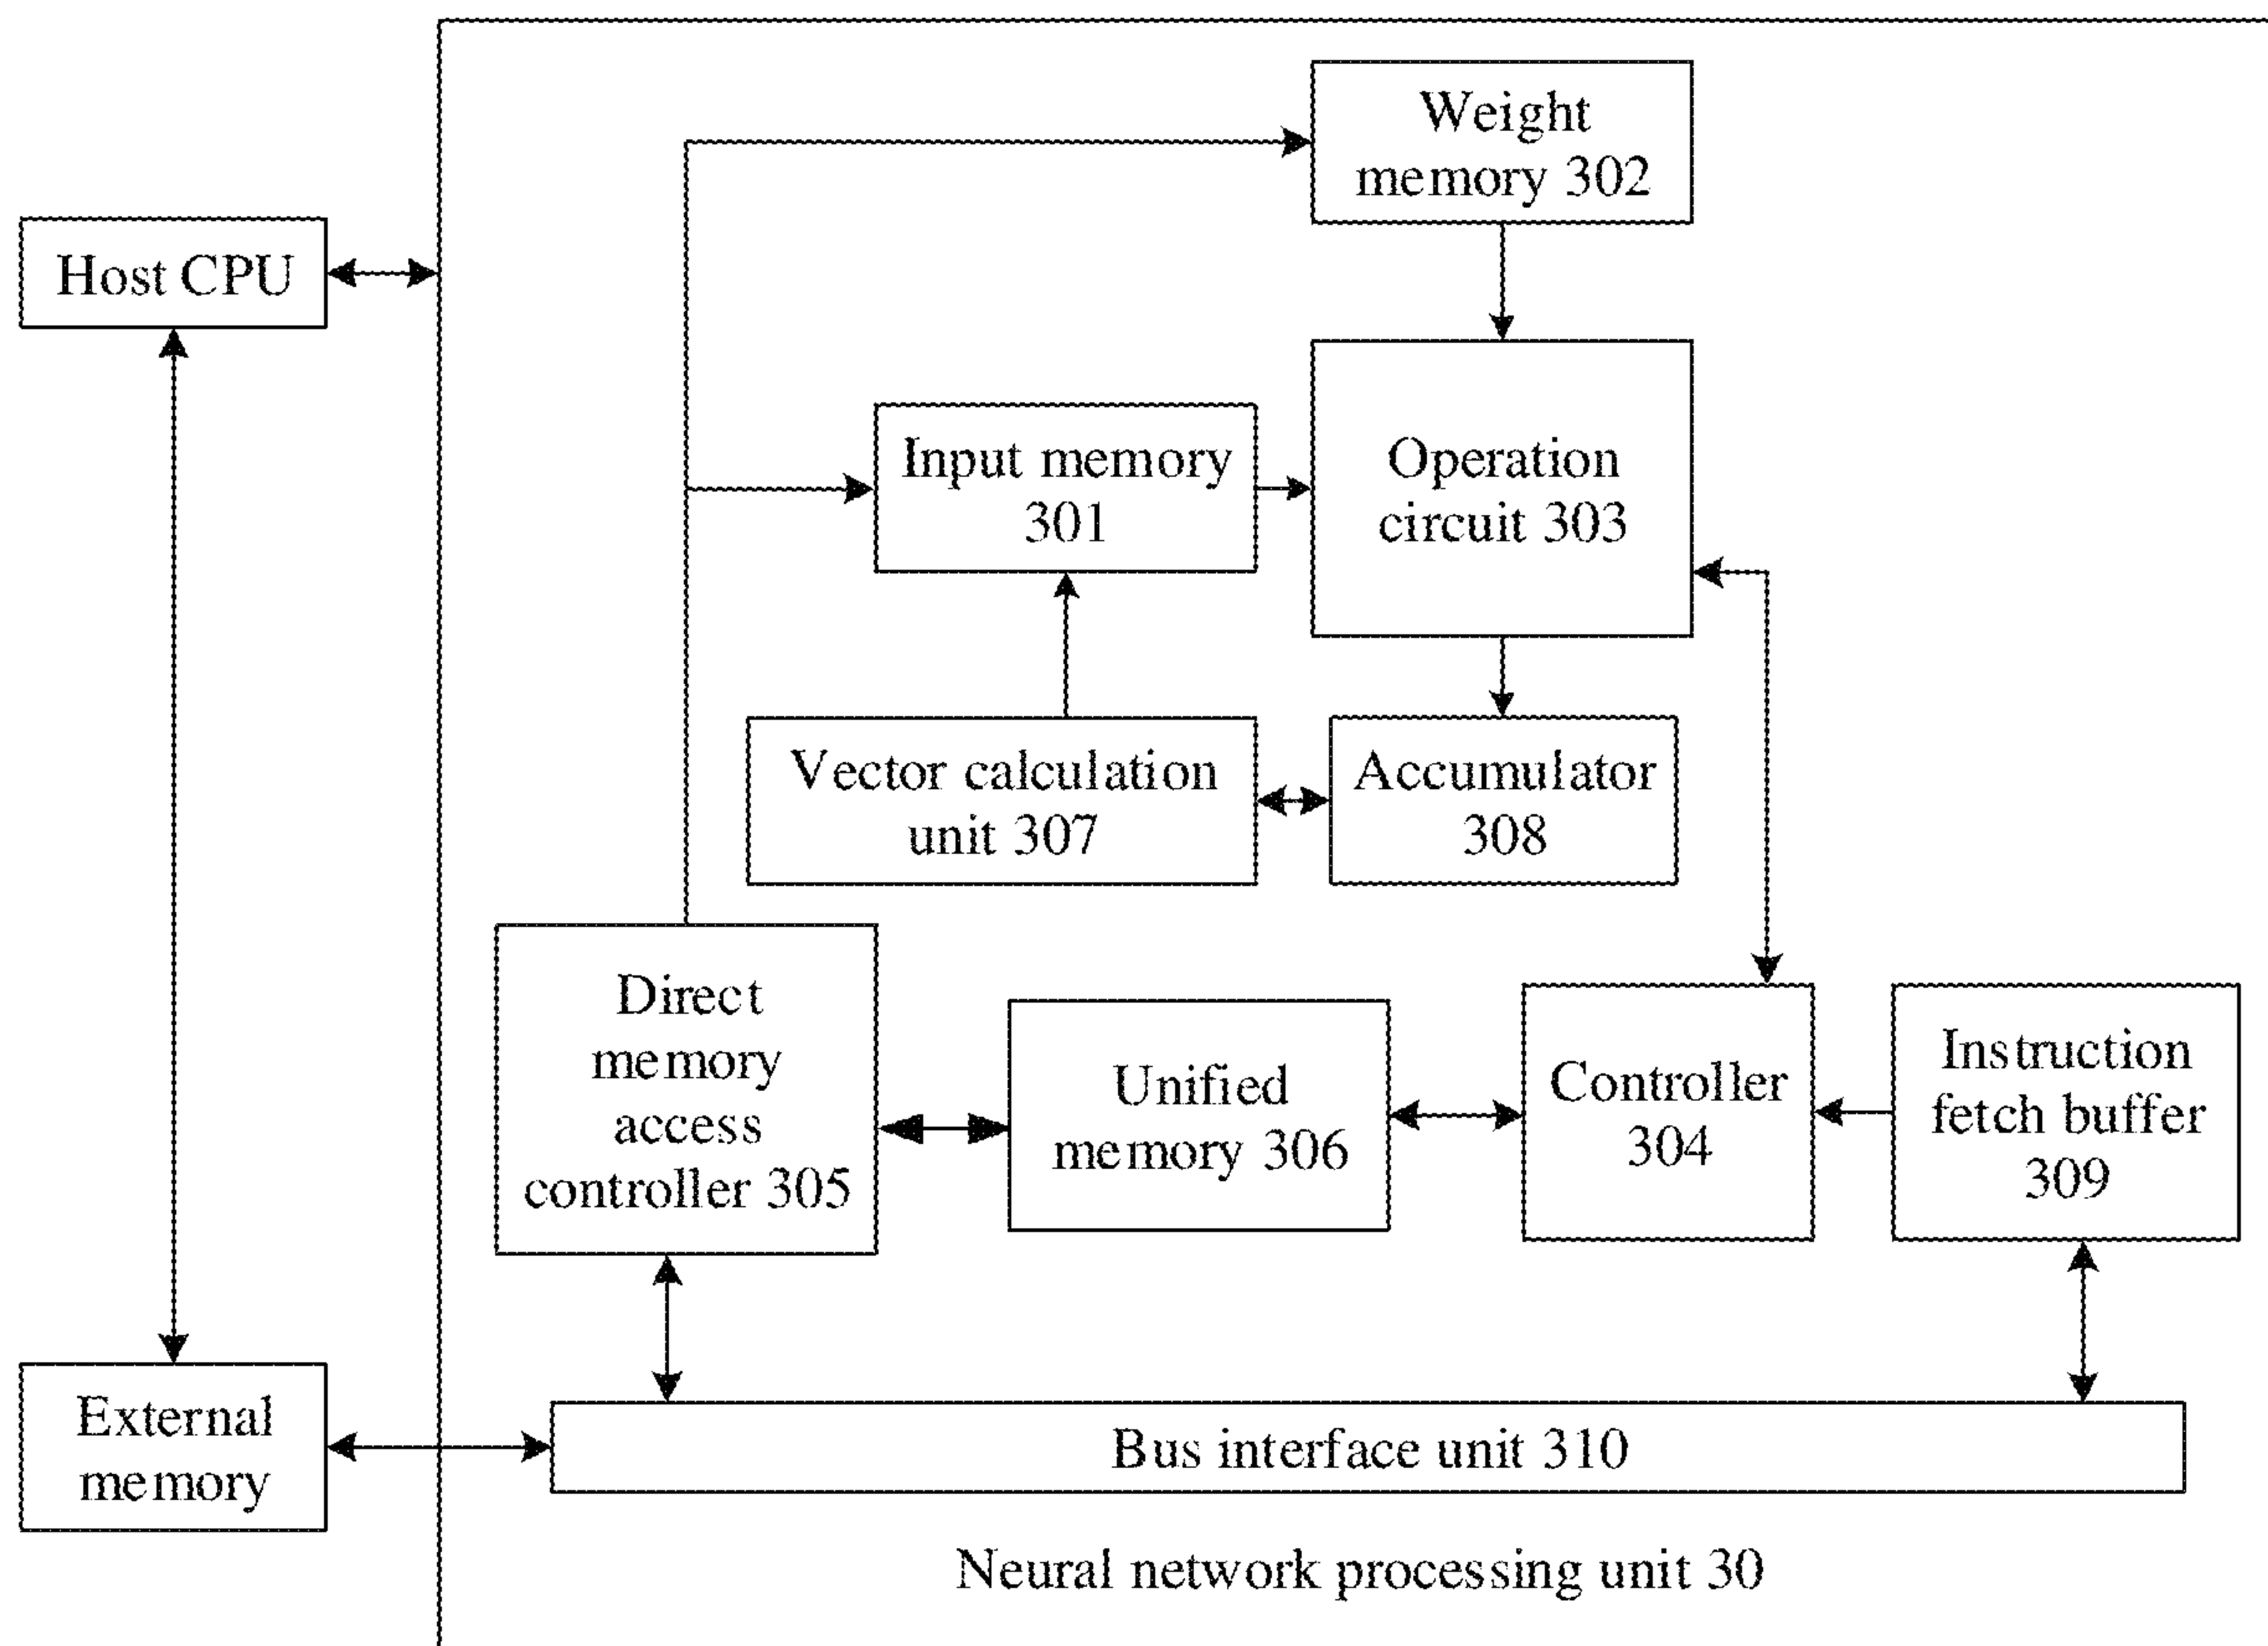 Weight
memory 302
Host CPU
Input memory
301
Operation
circuit 303
Vector calculation
unit 307
Accumulator
308
Direct
memory
access
controller 305
Unified
memory 306
Controller
304
Instruction
fetch buffer
309
External
memory
Bus interface unit 310
Neural network processing unit 30